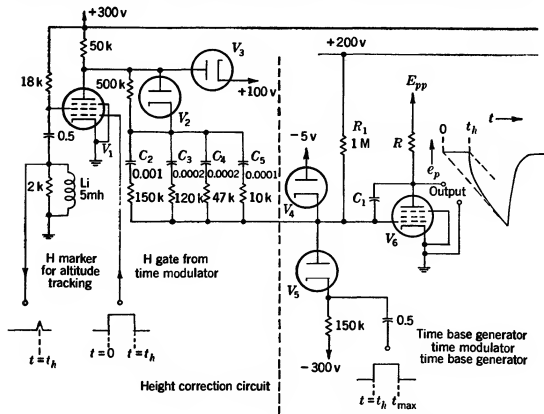 +300v
50k
V3
18k
500k
V2
+100v
+200v
Epp
0
th
t
V1
0.5
C2
0.001
C3
0.0002
C4
0.0002
C5
0.0001
−5v
R1
1 M
R
ep
Output
2k
Li
5mh
150k
120k
47k
10k
V4
C1
V6
H marker
for altitude
tracking
H gate from
time modulator
V5
150k
0.5
−300v
Time base generator
time modulator
time base generator
t=th
t=0
t=th
Height correction circuit
t=th
tmax